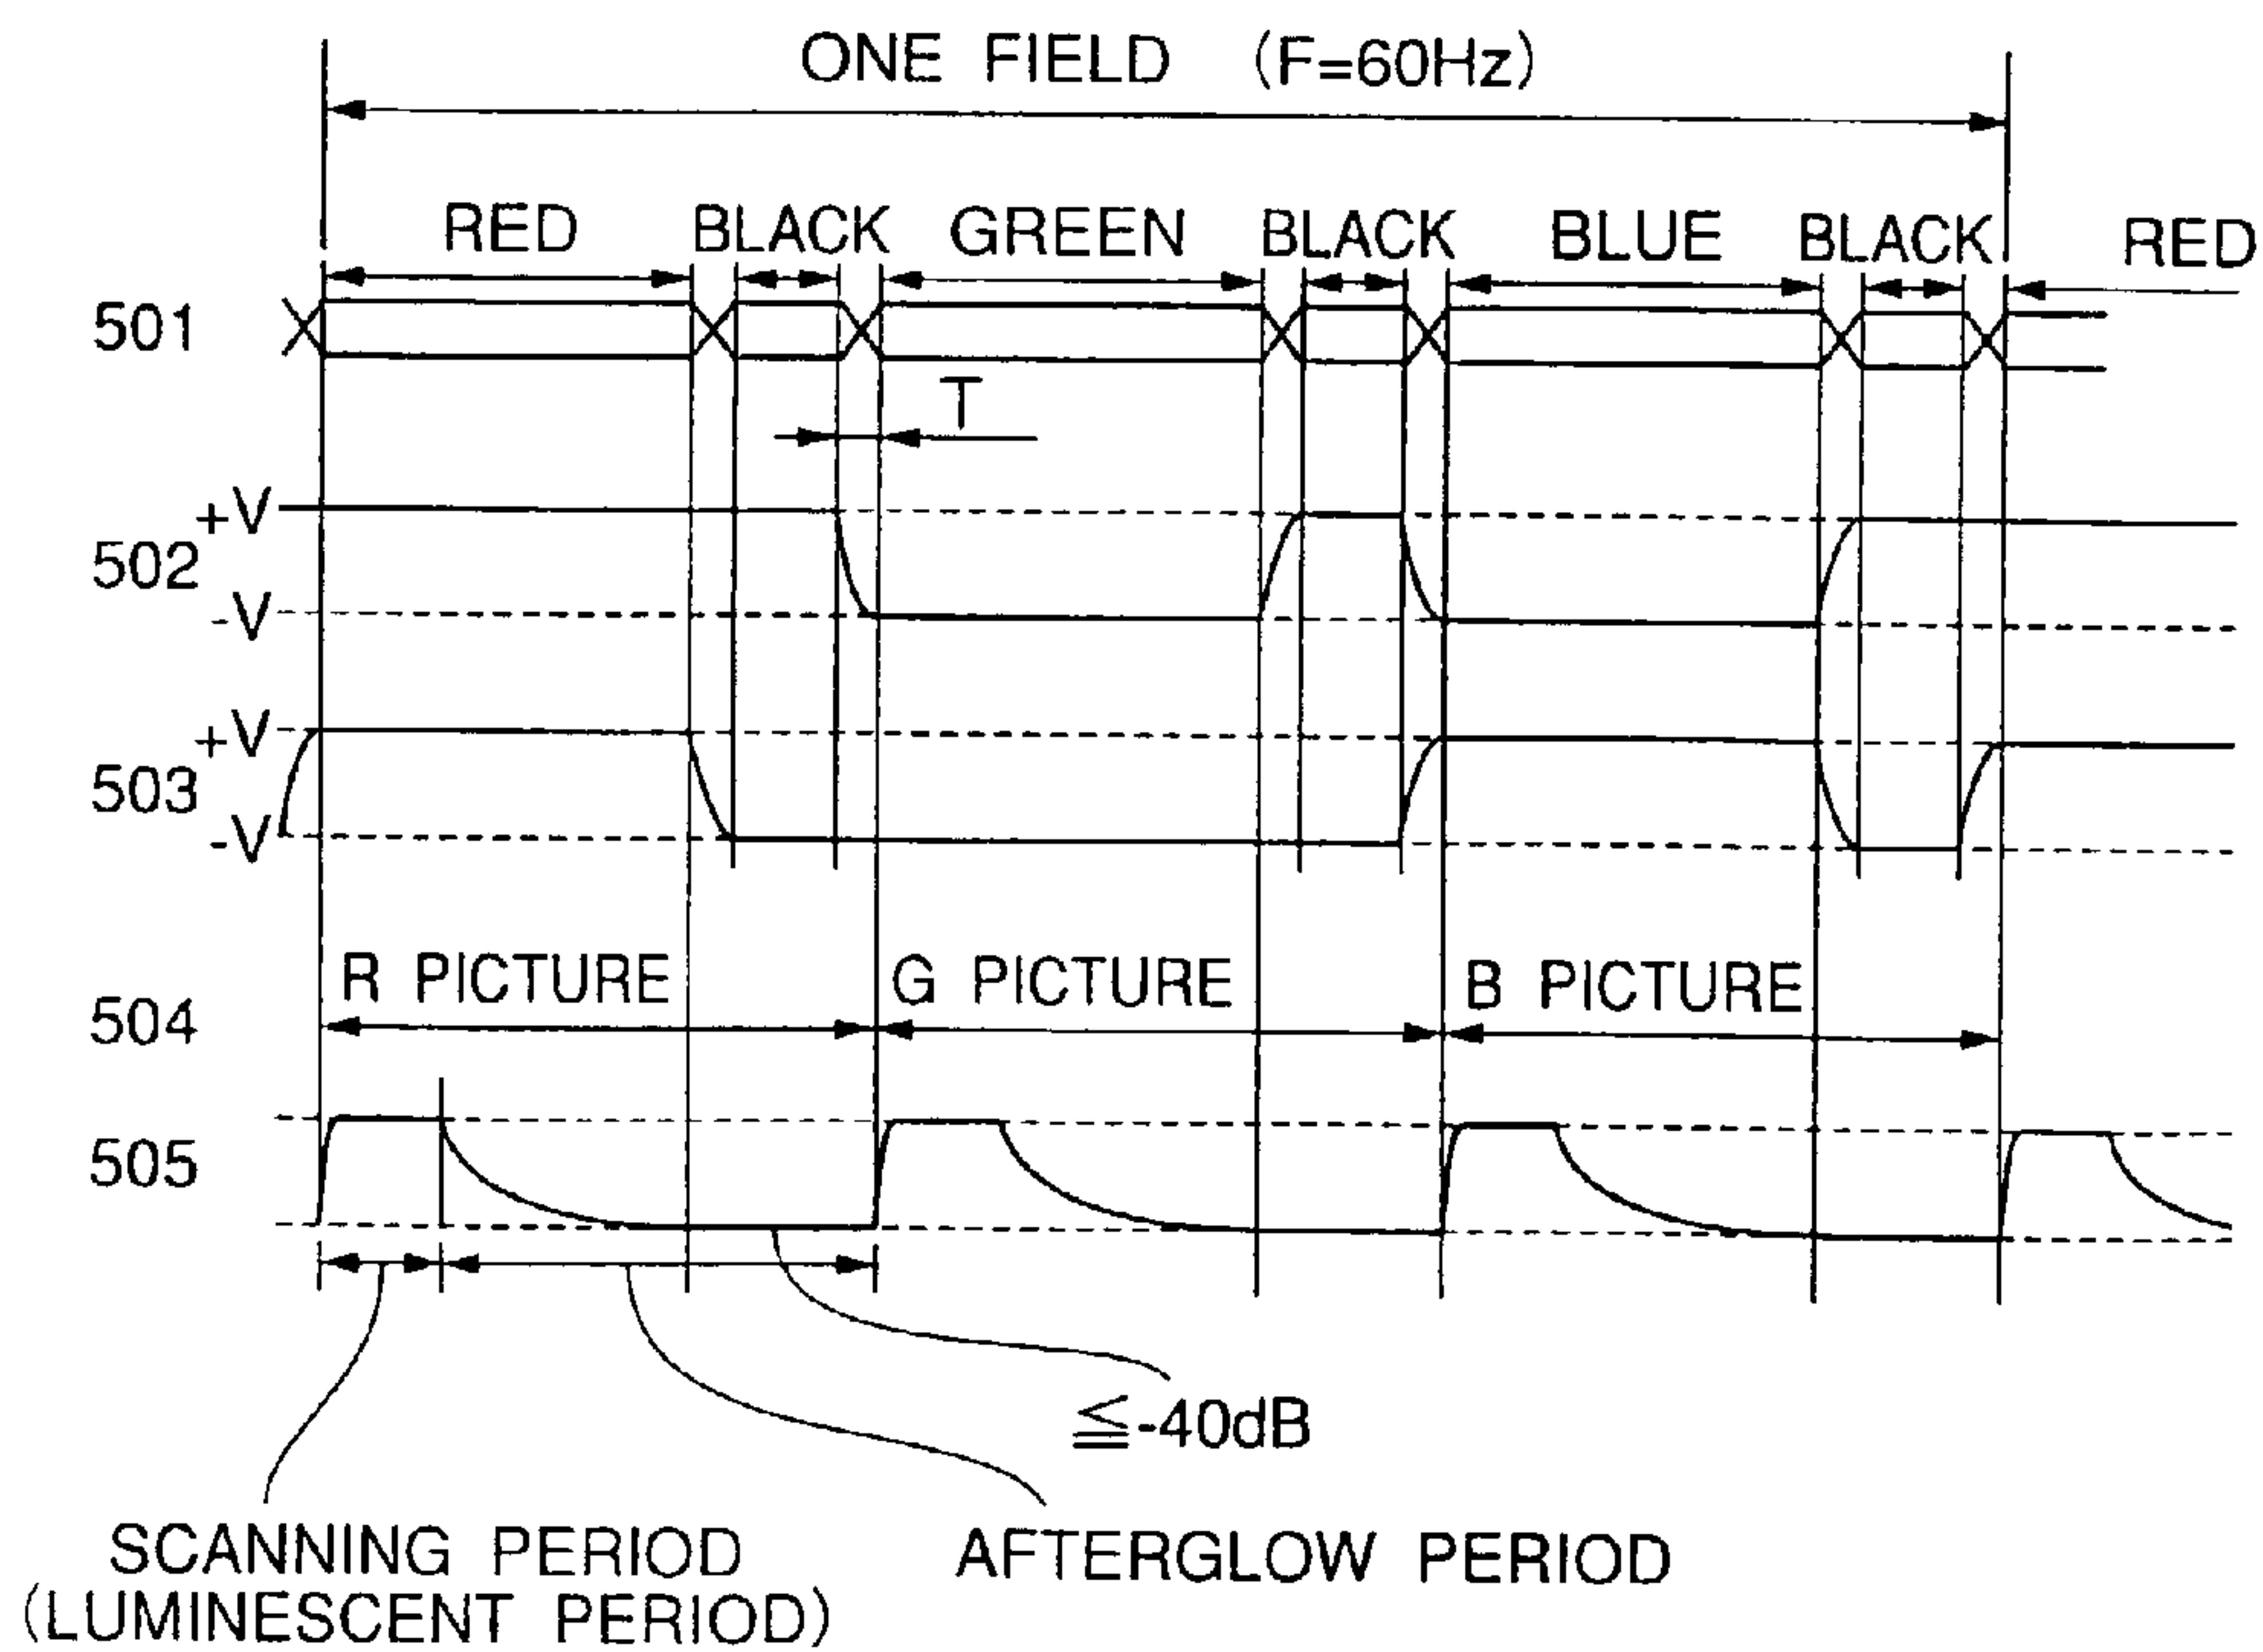 ONE FIELD (F=60Hz)
RED BLACK GREEN BLACK BLUE BLACK RED
501
T
+V
502
-V
+V
503
-V
R PICTURE G PICTURE B PICTURE
504
505
≦-40dB
SCANNING PERIOD
(LUMINESCENT PERIOD)
AFTERGLOW PERIOD